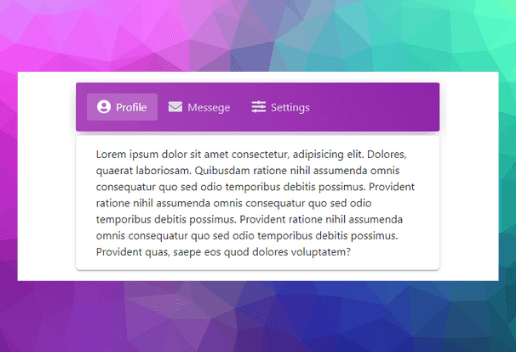 Profile Messege Settings
Lorem ipsum dolor sit amet consectetur, adipisicing elit. Dolores,
quaerat laboriosam. Quibusdam ratione nihil assumenda omnis
consequatur quo sed odio temporibus debitis possimus. Provident
ratione nihil assumenda omnis consequatur quo sed odio
temporibus debitis possimus. Provident ratione nihil assumenda
omnis consequatur quo sed odio temporibus debitis possimus.
Provident quas, saepe eos quod dolores voluptatem?